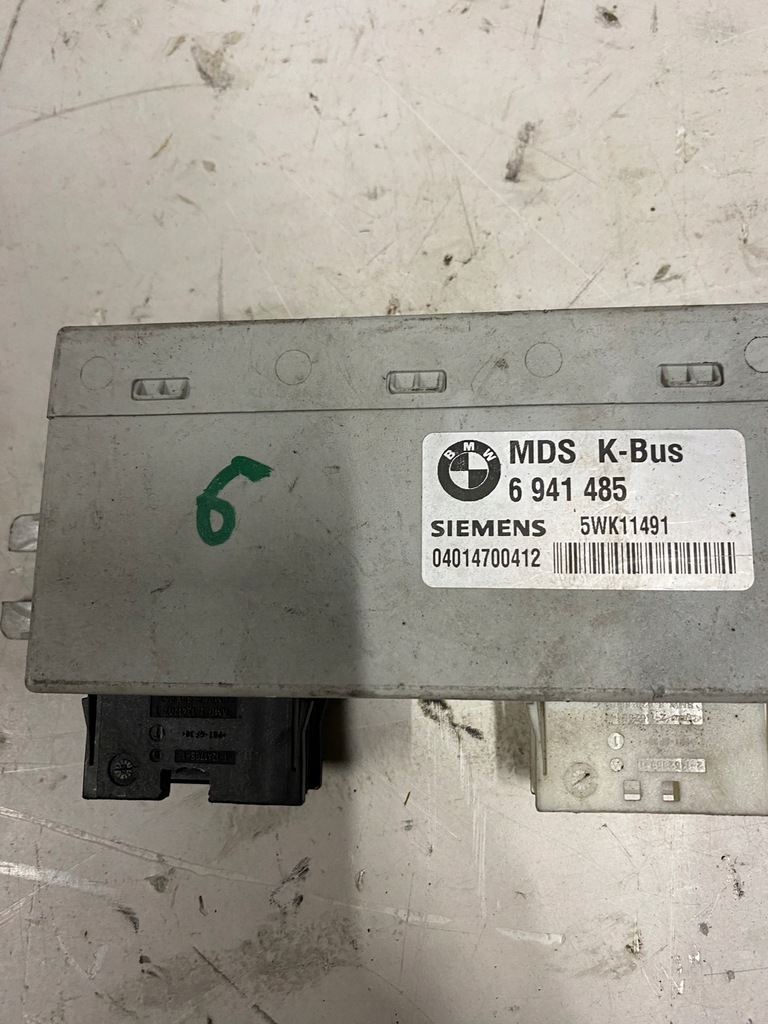 BMW
MDS K-Bus
6 941 485
SIEMENS 5WK11491
04014700412
6